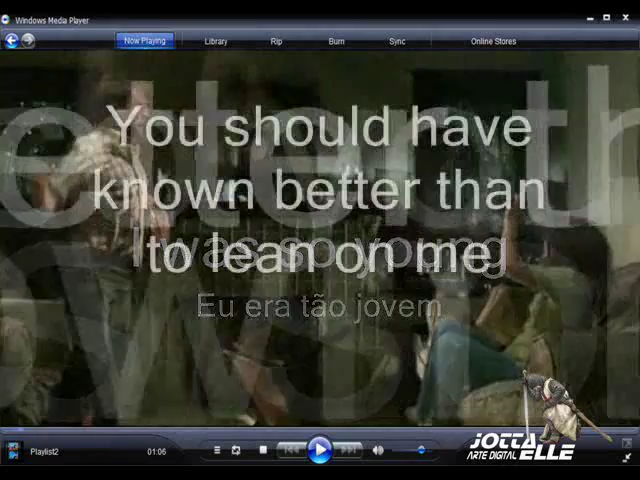 Windows Media Player
Now Playing
Library
Rip
Burn
Sync
Online Stores
You should have
known better than
to lean on me
was so young
Eu era tão jovem
Playlist2
01:06
JOTTA
ARTE DIGITAL ELLE